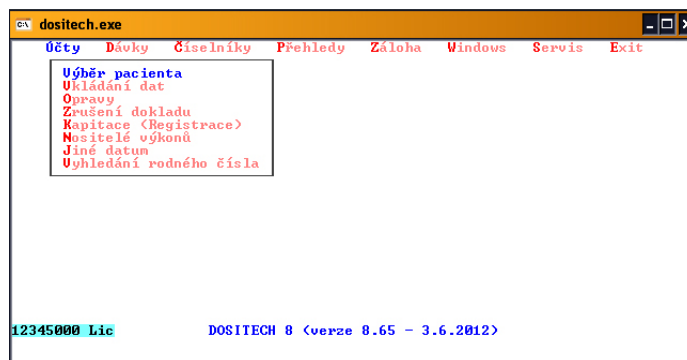 dositech.exe
Účty Dávky Číselníky Přehledy Záloha Windows Servis Exit
Výběr pacienta
Vkládání dat
Opravy
Zrušení dokladu
Kapitace (Registrace)
Nositelé výkonů
Jiné datum
Vyhledání rodného čísla
12345000 Lic DOSITECH 8 (verze 8.65 - 3.6.2012)